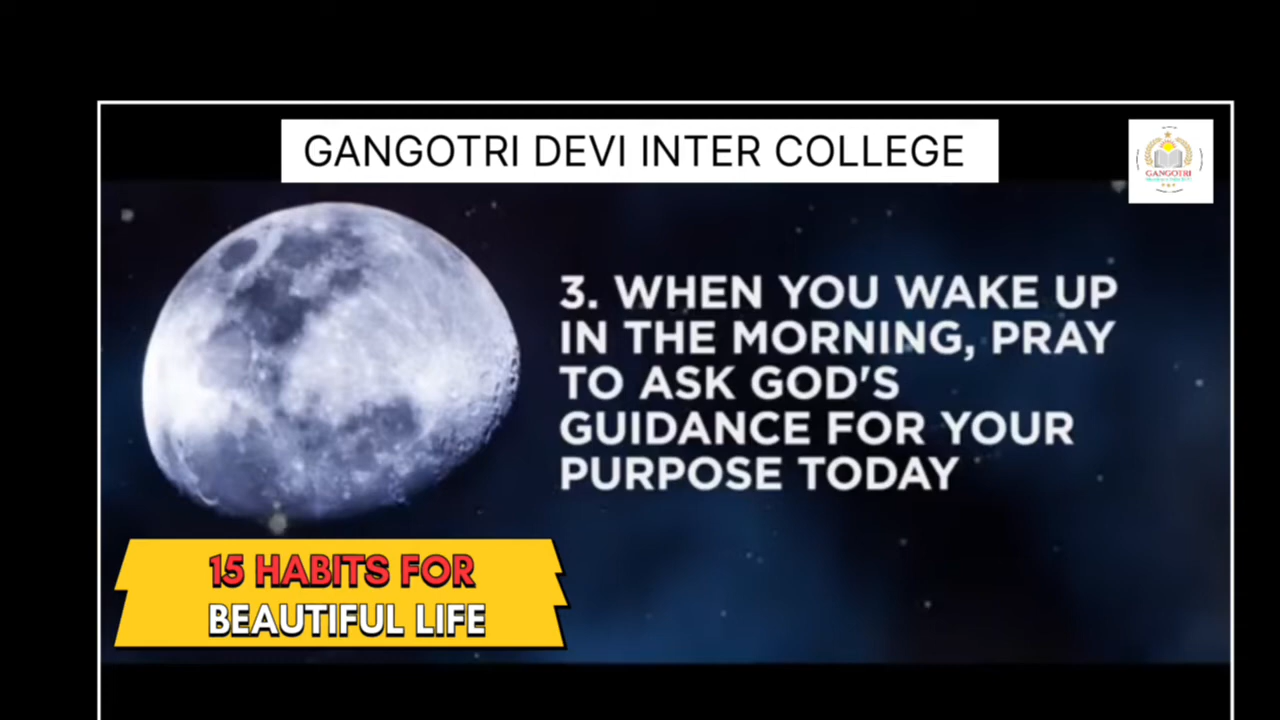 GANGOTRI DEVI INTER COLLEGE
GANGOTRI
3. WHEN YOU WAKE UP
IN THE MORNING, PRAY
TO ASK GOD'S
GUIDANCE FOR YOUR
PURPOSE TODAY
15 HABITS FOR
BEAUTIFUL LIFE